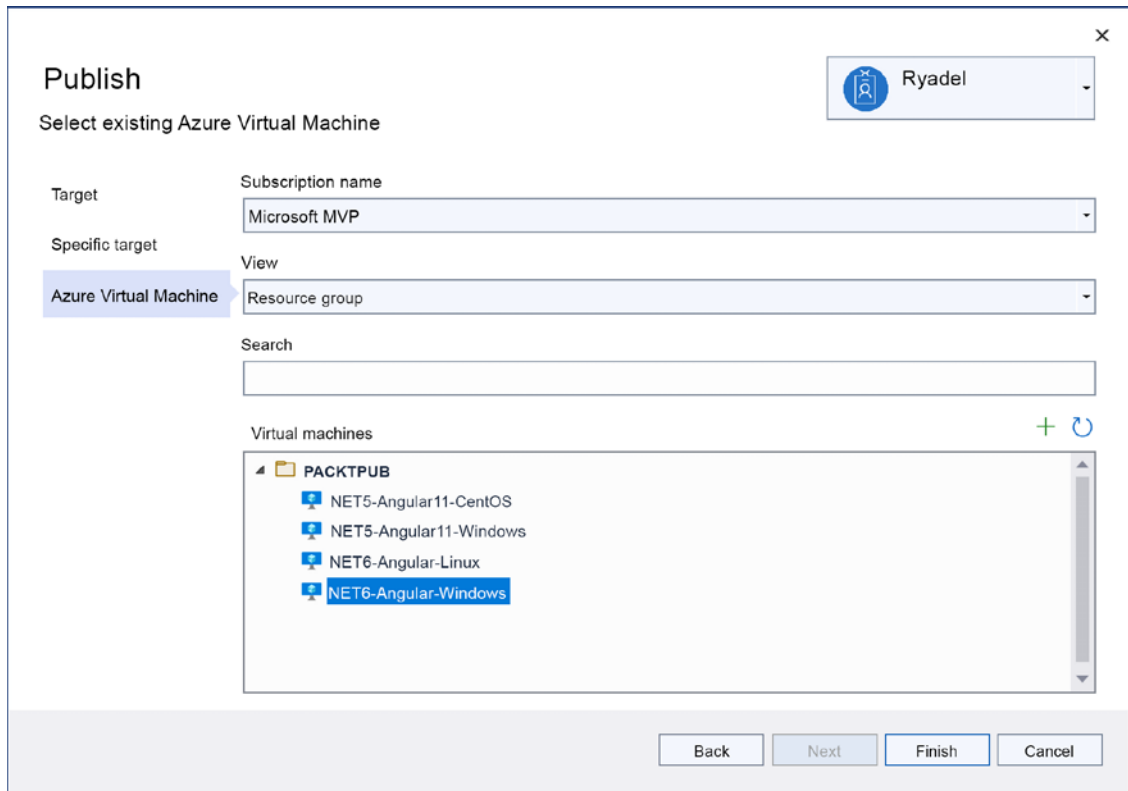 Publish
Ryadel
Select existing Azure Virtual Machine
Target
Specific target
Azure Virtual Machine
Subscription name
Microsoft MVP
View
Resource group
Search
Virtual machines
PACKTPUB
NET5-Angular11-CentOS
NET5-Angular11-Windows
NET6-Angular-Linux
NET6-Angular-Windows
Back
Next
Finish
Cancel